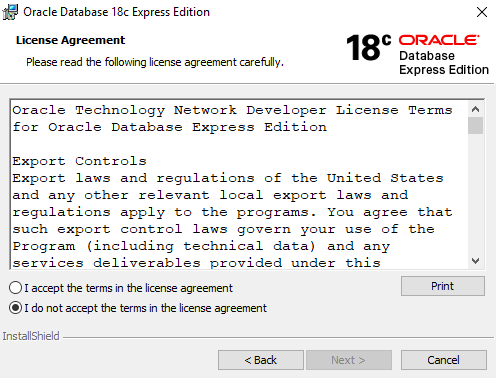 Oracle Database 18c Express Edition
License Agreement
Please read the following license agreement carefully.
18c ORACLE
Database
Express Edition
Oracle Technology Network Developer License Terms
for Oracle Database Express Edition
Export Controls
Export laws and regulations of the United States
and any other relevant local export laws and
regulations apply to the programs. You agree that
such export control laws govern your use of the
Program (including technical data) and any
services deliverables provided under this
I accept the terms in the license agreement
Print
I do not accept the terms in the license agreement
InstallShield
< Back
Next >
Cancel